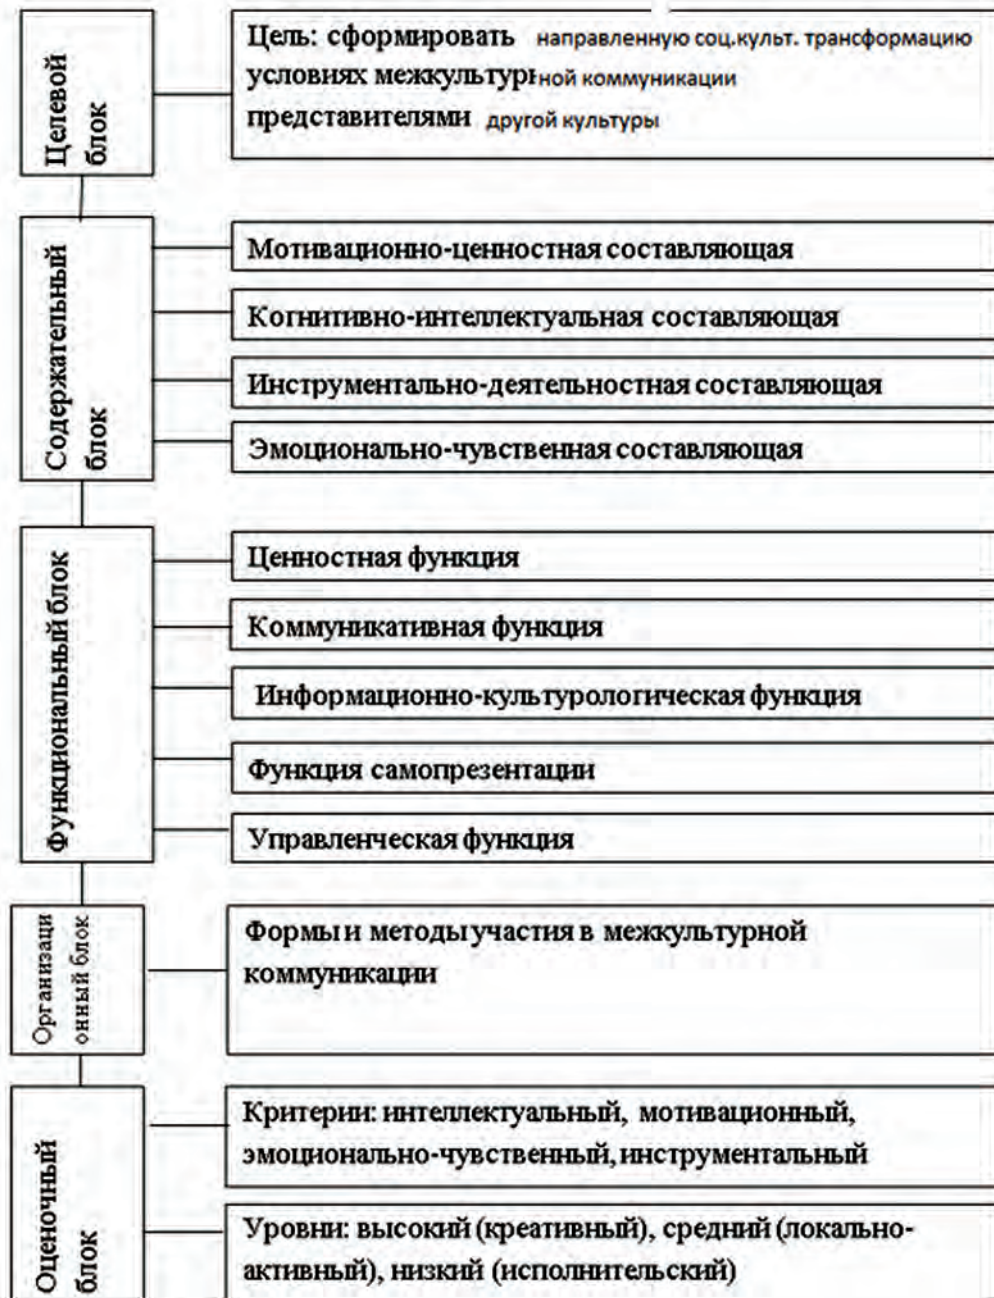 Целевой
блок
Цель: сформировать направленную соц.культ. трансформацию
условиях межкультурной коммуникации
представителями другой культуры
Содержательный
блок
Мотивационно-ценностная составляющая
Когнитивно-интеллектуальная составляющая
Инструментально-деятельностная составляющая
Эмоционально-чувственная составляющая
Функциональный блок
Ценностная функция
Коммуникативная функция
Информационно-культурологическая функция
Функция самопрезентации
Управленческая функция
Организаци
онный блок
Формы и методы участия в межкультурной
коммуникации
Оценочный
блок
Критерии: интеллектуальный, мотивационный,
эмоционально-чувственный, инструментальный
Уровни: высокий (креативный), средний (локально-
активный), низкий (исполнительский)